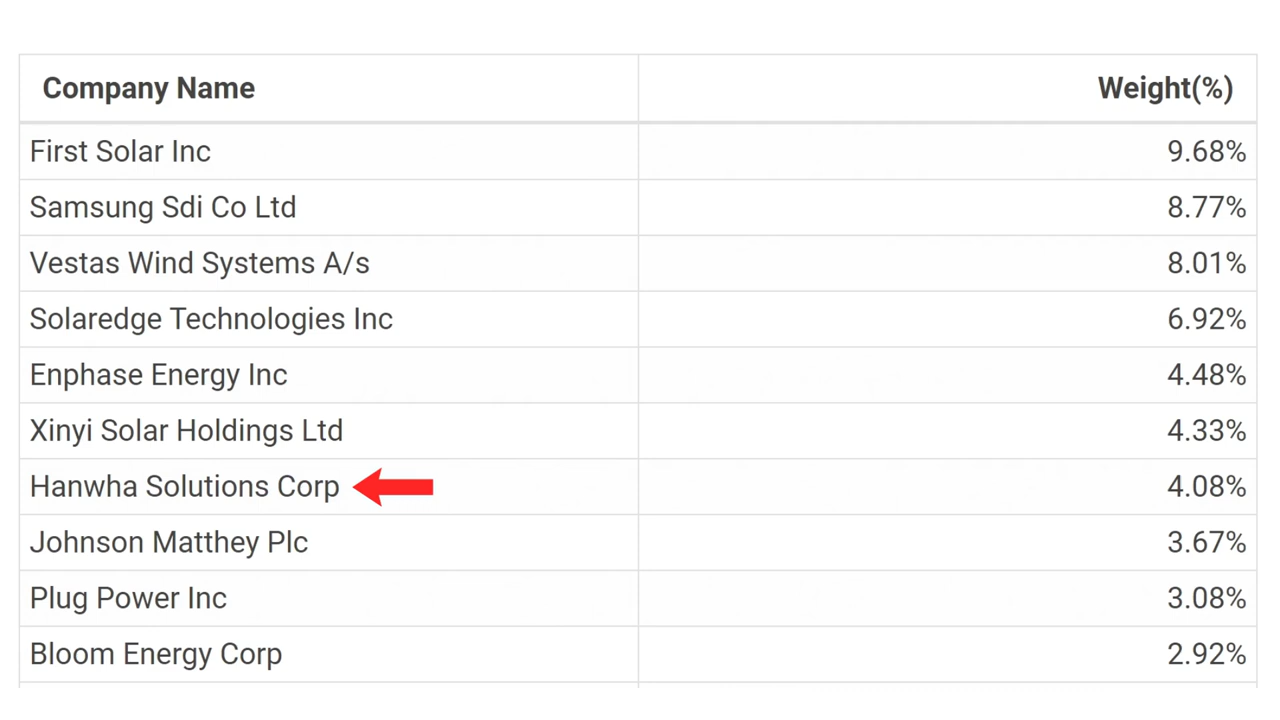 Company Name Weight(%)
First Solar Inc 9.68%
Samsung Sdi Co Ltd 8.77%
Vestas Wind Systems A/s 8.01%
Solaredge Technologies Inc 6.92%
Enphase Energy Inc 4.48%
Xinyi Solar Holdings Ltd 4.33%
Hanwha Solutions Corp 4.08%
Johnson Matthey Plc 3.67%
Plug Power Inc 3.08%
Bloom Energy Corp 2.92%